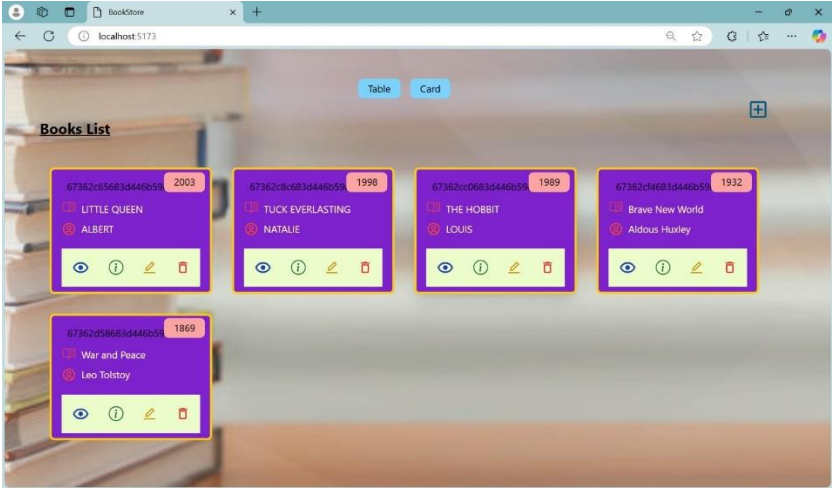 BookStore
localhost:5173
Table Card
Books List
67362c65683d446b59 2003
LITTLE QUEEN
ALBERT
67362c8c683d446b59 1998
TUCK EVERLASTING
NATALIE
67362cc0683d446b59 1989
THE HOBBIT
LOUIS
67362cf4683d446b59 1932
Brave New World
Aldous Huxley
67362d58683d446b59 1869
War and Peace
Leo Tolstoy